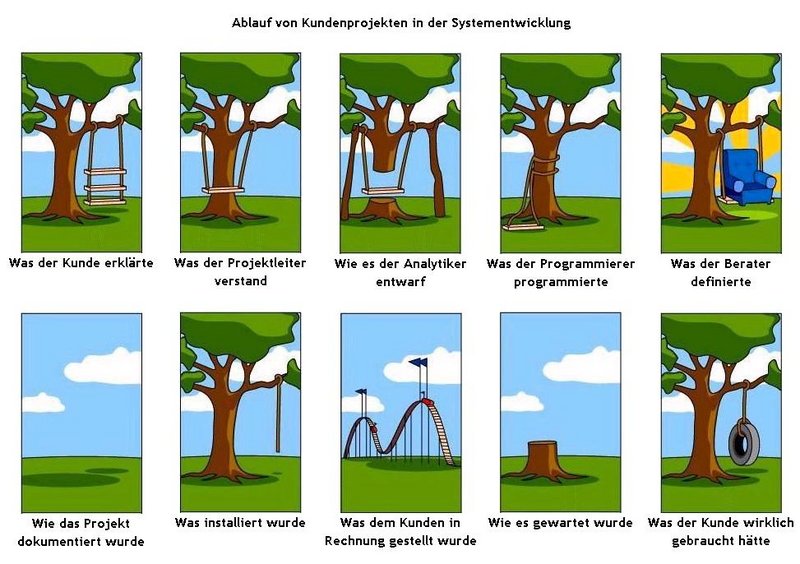 Ablauf von Kundenprojekten in der Systementwicklung
Was der Kunde erklärte
Was der Projektleiter
verstand
Wie es der Analytiker
entwarf
Was der Programmierer
programmierte
Was der Berater
definierte
Wie das Projekt
dokumentiert wurde
Was installiert wurde
Was dem Kunden in
Rechnung gestellt wurde
Wie es gewartet wurde
Was der Kunde wirklich
gebraucht hätte